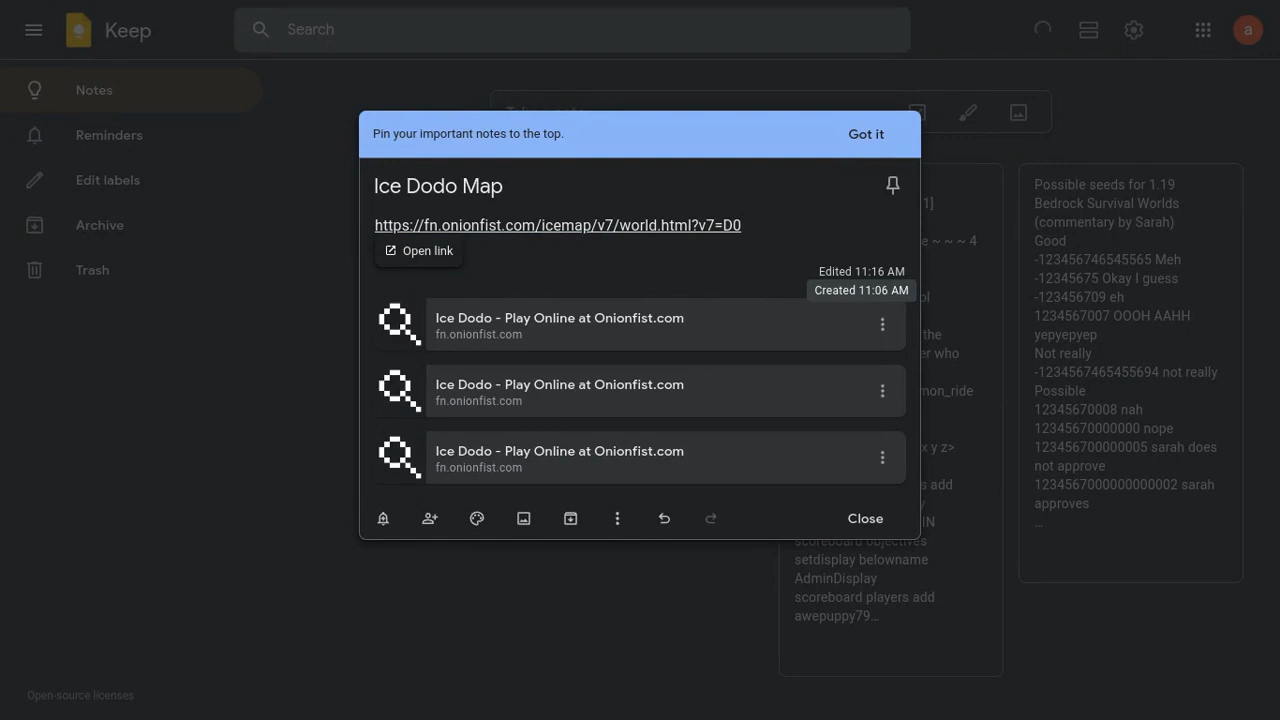 Keep
Search
a
Notes
Reminders
Edit labels
Archive
Trash
Pin your important notes to the top.
Got it
Ice Dodo Map
https://fn.onionfist.com/icemap/v7/world.html?v7=D0
Open link
Edited 11:16 AM
Created 11:06 AM
Ice Dodo - Play Online at Onionfist.com
fn.onionfist.com
Ice Dodo - Play Online at Onionfist.com
fn.onionfist.com
Ice Dodo - Play Online at Onionfist.com
fn.onionfist.com
Close
1]
e ~ ~ ~ 4
the
who
x y z>
add
scoreboard objectives
setdisplay belowname
AdminDisplay
scoreboard players add
awepuppy79…
Possible seeds for 1.19
Bedrock Survival Worlds
(commentary by Sarah)
Good
-123456746545565 Meh
-12345675 Okay I guess
-123456709 eh
1234567007 OOOH AAHH
yepyepyep
Not really
-1234567465455694 not really
Possible
12345670008 nah
12345670000000 nope
123456700000005 sarah does
not approve
1234567000000000002 sarah
approves
…
Open-source licenses